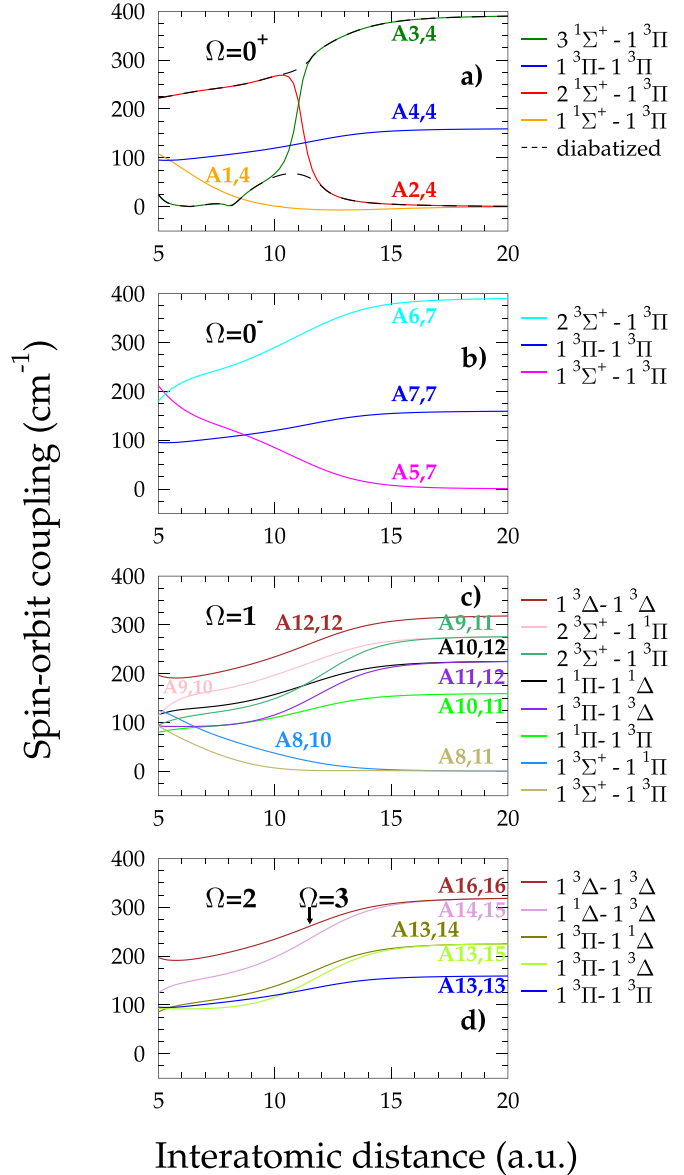 400
Ω=0⁺
A3,4
3 ¹Σ⁺ - 1 ³Π
300
a)
1 ³Π- 1 ³Π
200
A4,4
2 ¹Σ⁺ - 1 ³Π
1 ¹Σ⁺ - 1 ³Π
100
A1,4
diabatized
0
A2,4
5 10 15 20
400
A6,7
2 ³Σ⁺ - 1 ³Π
Ω=0⁻
300
b)
1 ³Π- 1 ³Π
200
A7,7
1 ³Σ⁺ - 1 ³Π
100
A5,7
0
5 10 15 20
Spin-orbit coupling (cm⁻¹)
400
c)
1 ³Δ- 1 ³Δ
Ω=1
A12,12
A9,11
2 ³Σ⁺ - 1 ¹Π
300
A10,12
2 ³Σ⁺ - 1 ³Π
200
A9,10
A11,12
1 ¹Π- 1 ¹Δ
A10,11
1 ³Π- 1 ³Δ
100
A8,10
A8,11
1 ¹Π- 1 ³Π
0
1 ³Σ⁺ - 1 ¹Π
1 ³Σ⁺ - 1 ³Π
5 10 15 20
400
Ω=2
Ω=3
A16,16
1 ³Δ- 1 ³Δ
300
A14,15
1 ¹Δ- 1 ³Δ
A13,14
1 ³Π- 1 ¹Δ
200
A13,15
1 ³Π- 1 ³Δ
100
A13,13
1 ³Π- 1 ³Π
0
d)
5 10 15 20
Interatomic distance (a.u.)